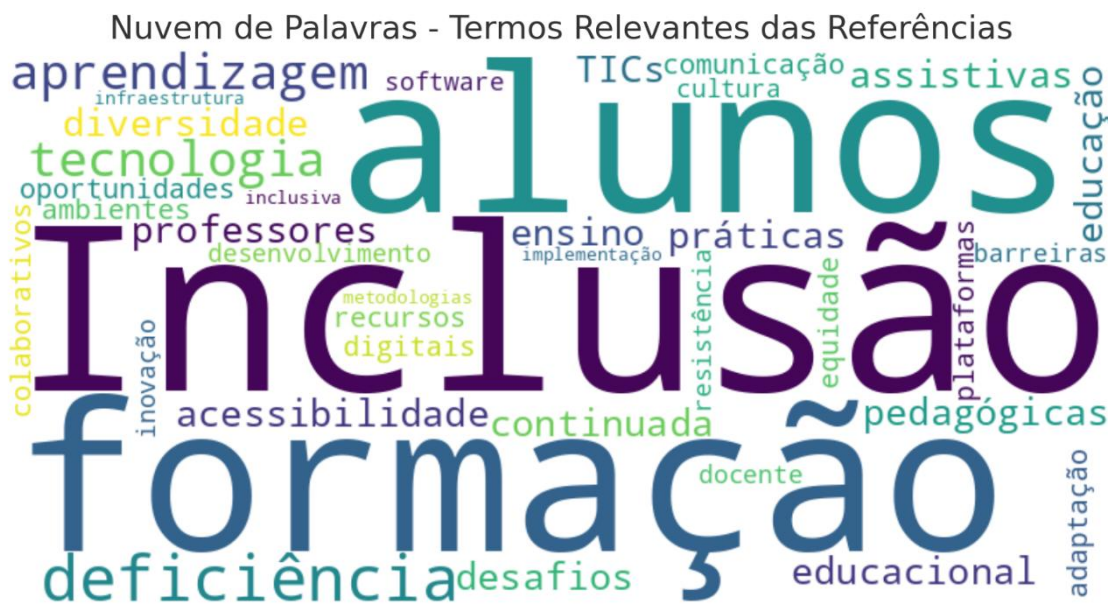 Nuvem de Palavras - Termos Relevantes das Referências
aprendizagem
software
TICs
comunicação
assistivas
infraestrutura
cultura
diversidade
alunos
educação
tecnologia
oportunidades
inclusiva
ambientes
colaborativos
professores
ensino
práticas
desenvolvimento
implementação
barreiras
Inclusão
metodologias
recursos
digitais
inovação
resistência
equidade
plataformas
acessibilidade
continuada
pedagógicas
formação
docente
adaptação
deficiência
desafios
educacional